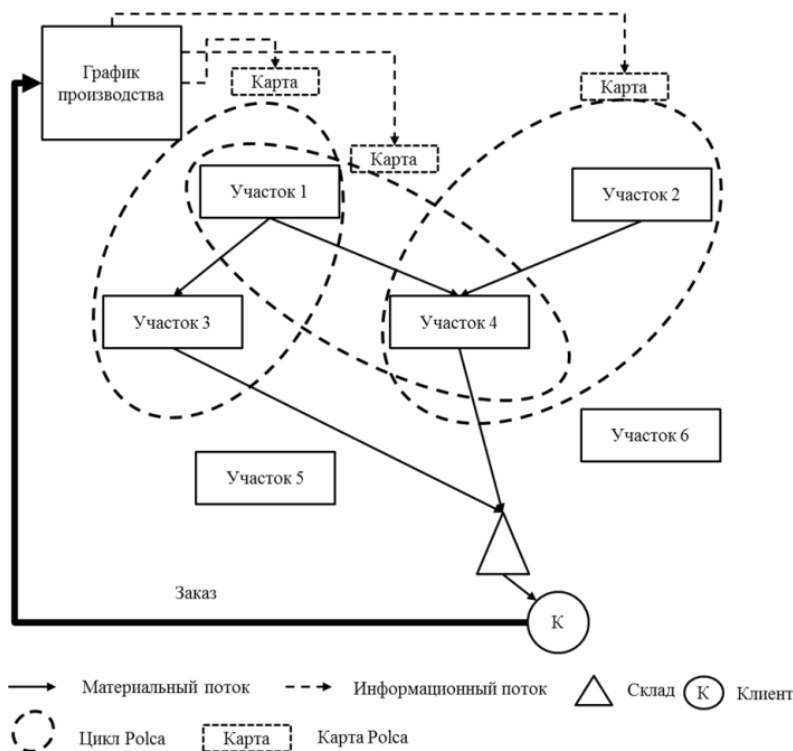 График
производства
Карта
Карта
Карта
Участок 1
Участок 2
Участок 3
Участок 4
Участок 6
Участок 5
Заказ
К
Материальный поток
Информационный поток
Склад
К
Клиент
Цикл Polca
Карта
Карта Polca